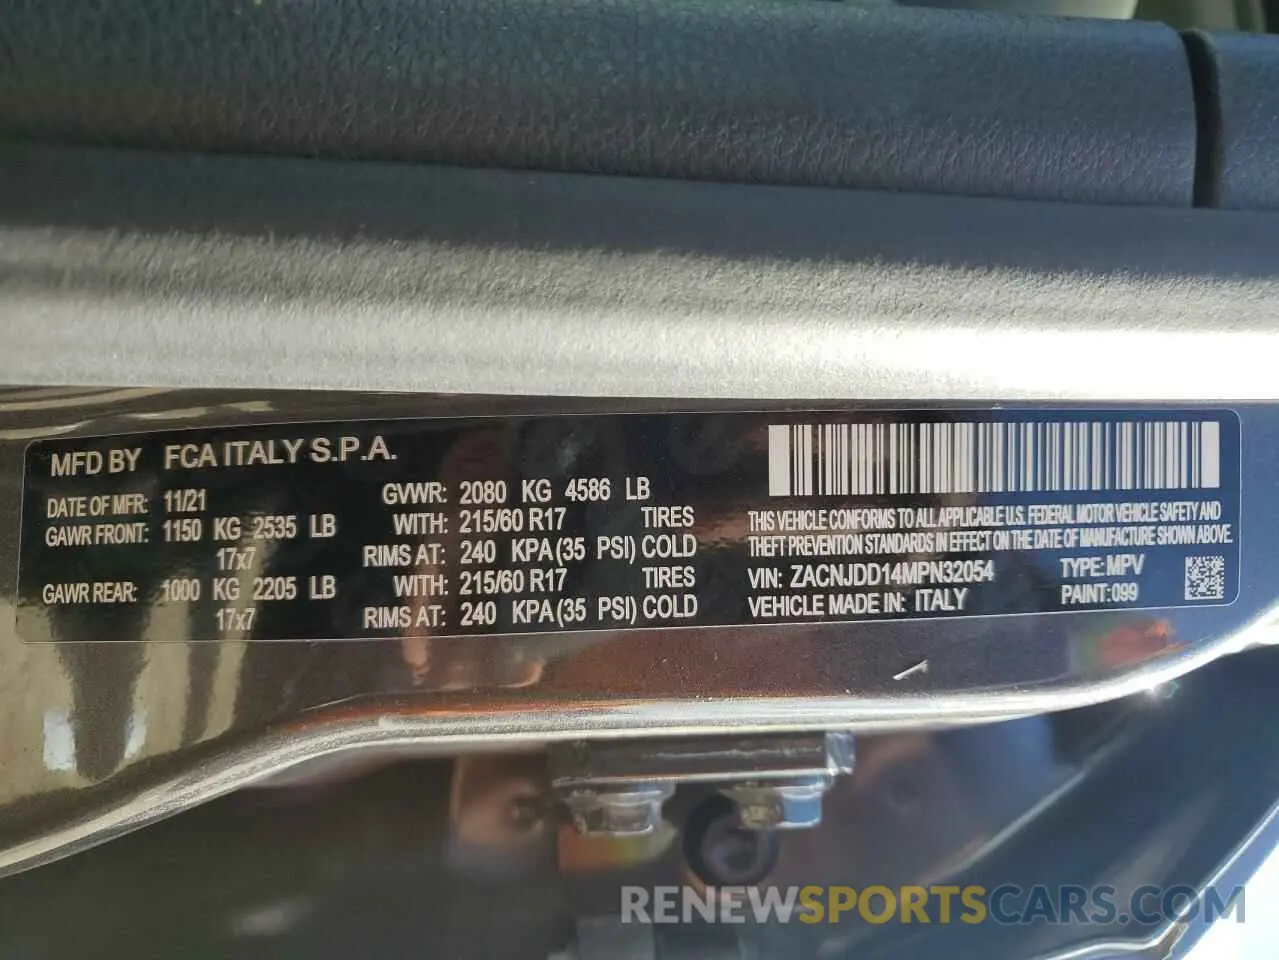 MFD BY FCA ITALY S.P.A.
DATE OF MFR: 11/21 GVWR: 2080 KG 4586 LB
GAWR FRONT: 1150 KG 2535 LB WITH: 215/60 R17 TIRES
17x7 RIMS AT: 240 KPA (35 PSI) COLD
GAWR REAR: 1000 KG 2205 LB WITH: 215/60 R17 TIRES
17x7 RIMS AT: 240 KPA (35 PSI) COLD
THIS VEHICLE CONFORMS TO ALL APPLICABLE U.S. FEDERAL MOTOR VEHICLE SAFETY AND
THEFT PREVENTION STANDARDS IN EFFECT ON THE DATE OF MANUFACTURE SHOWN ABOVE.
VIN: ZACNJDD14MPN32054 TYPE: MPV
VEHICLE MADE IN: ITALY PAINT: 099
RENEWSPORTSCARS.COM